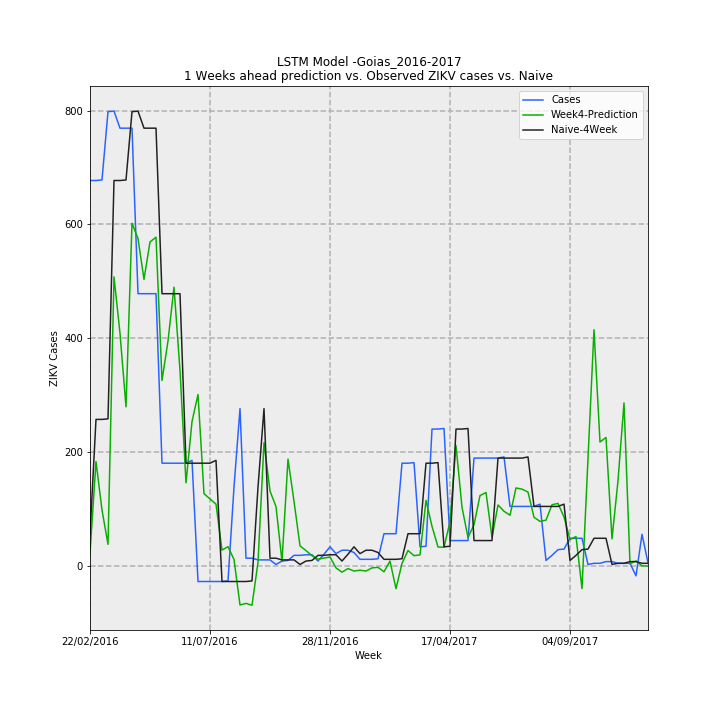 LSTM Model -Goias_2016-2017
1 Weeks ahead prediction vs. Observed ZIKV cases vs. Naive
Cases
Week4-Prediction
Naive-4Week
800
600
400
200
0
ZIKV Cases
22/02/2016
11/07/2016
28/11/2016
17/04/2017
04/09/2017
Week